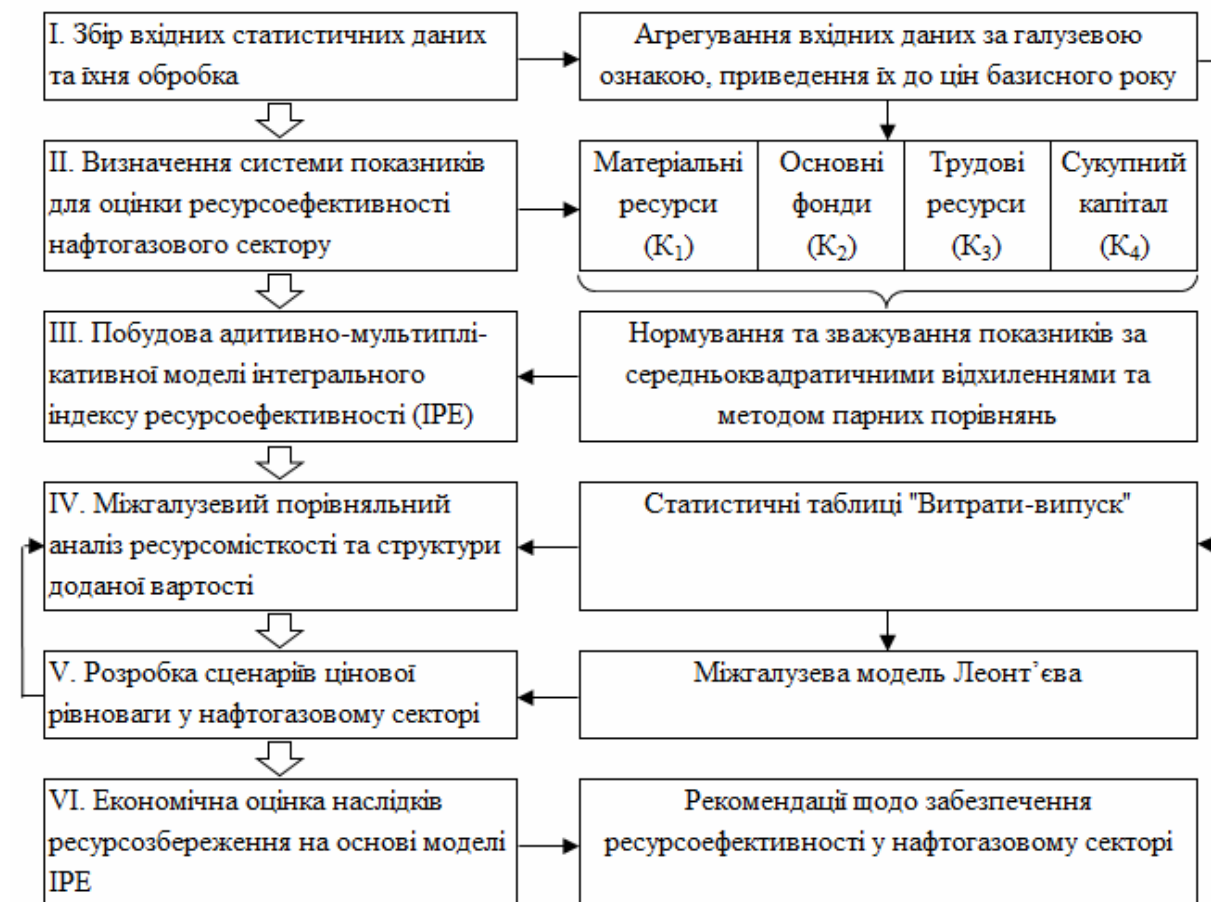 I. Збір вхідних статистичних даних
та їхня обробка
Агрегування вхідних даних за галузевою
ознакою, приведення їх до цін базисного року
II. Визначення системи показників
для оцінки ресурсоефективності
нафтогазового сектору
Матеріальні
ресурси
(К₁)
Основні
фонди
(К₂)
Трудові
ресурси
(К₃)
Сукупний
капітал
(К₄)
III. Побудова адитивно-мультиплі-
кативної моделі інтегрального
індексу ресурсоефективності (ІРЕ)
Нормування та зважування показників за
середньоквадратичними відхиленнями та
методом парних порівнянь
IV. Міжгалузевий порівняльний
аналіз ресурсомісткості та структури
доданої вартості
Статистичні таблиці "Витрати-випуск"
V. Розробка сценаріїв цінової
рівноваги у нафтогазовому секторі
Міжгалузева модель Леонт’єва
VI. Економічна оцінка наслідків
ресурсозбереження на основі моделі
ІРЕ
Рекомендації щодо забезпечення
ресурсоефективності у нафтогазовому секторі